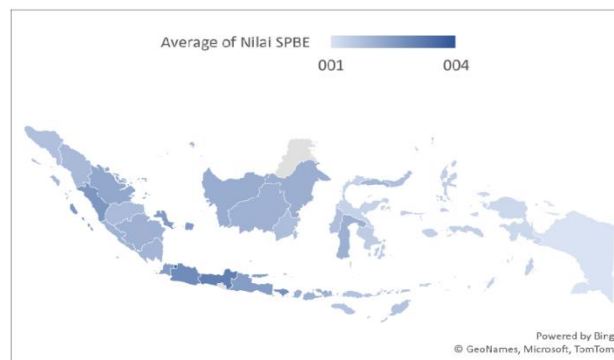 Average of Nilai SPBE
001 004
Powered by Bing
© GeoNames, Microsoft, TomTom